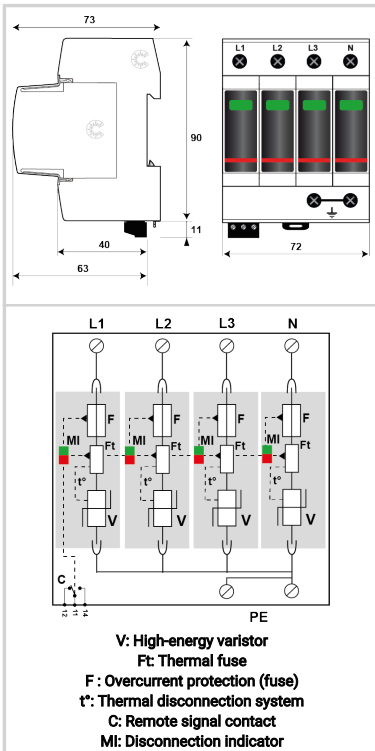 73
L1 L2 L3 N
90
11
40
63
72
L1 L2 L3 N
F F F F
MI Ft MI Ft MI Ft MI Ft
t° t° t° t°
V V V V
C
12 11 14
PE
V: High-energy varistor
Ft: Thermal fuse
F : Overcurrent protection (fuse)
t°: Thermal disconnection system
C: Remote signal contact
MI: Disconnection indicator